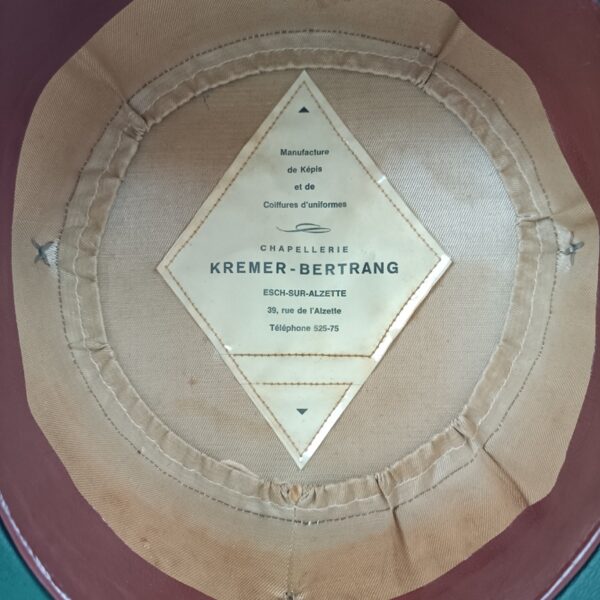 Manufacture
de Képis
et de
Coiffures d'uniformes
CHAPELLERIE
KREMER-BERTRANG
ESCH-SUR-ALZETTE
39, rue de l'Alzette
Téléphone 525-75